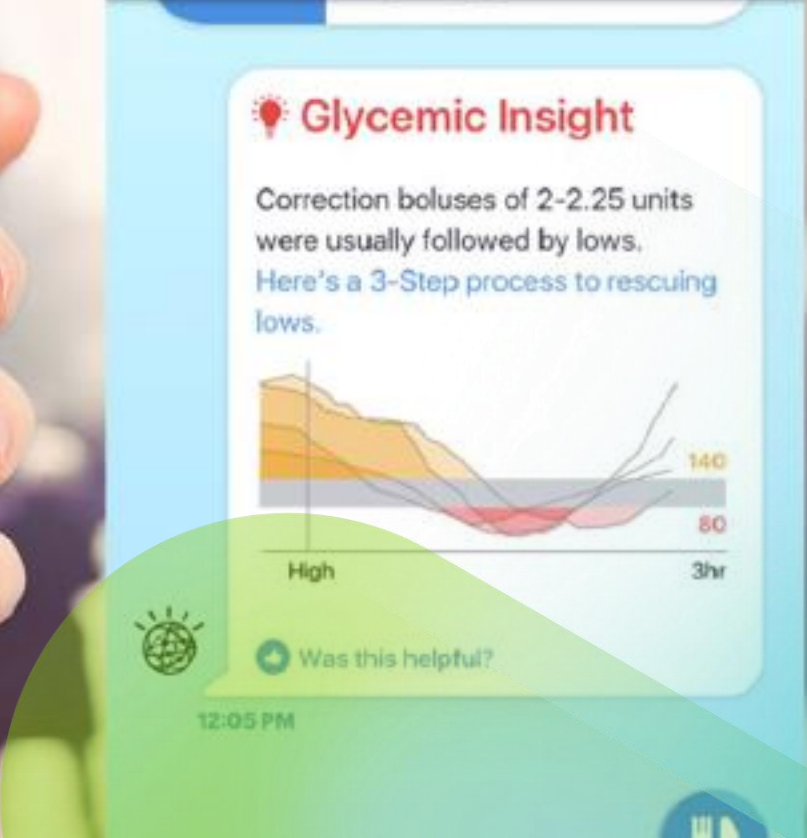 Glycemic Insight
Correction boluses of 2-2.25 units
were usually followed by lows.
Here's a 3-Step process to rescuing
lows.
140
80
High
3hr
Was this helpful?
12:05 PM